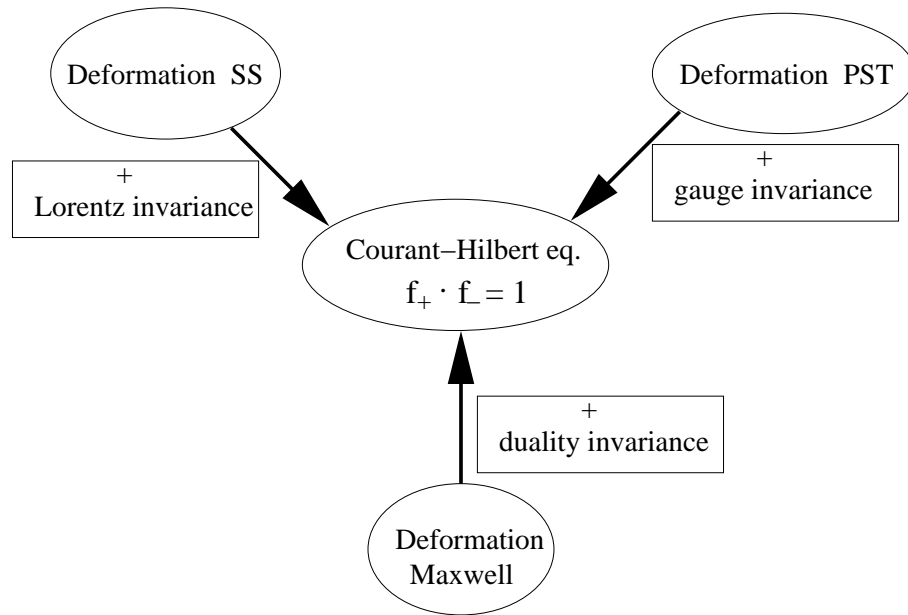 Deformation SS
Deformation PST
+
Lorentz invariance
+
gauge invariance
Courant–Hilbert eq.
f₊ · f₋ = 1
+
duality invariance
Deformation
Maxwell